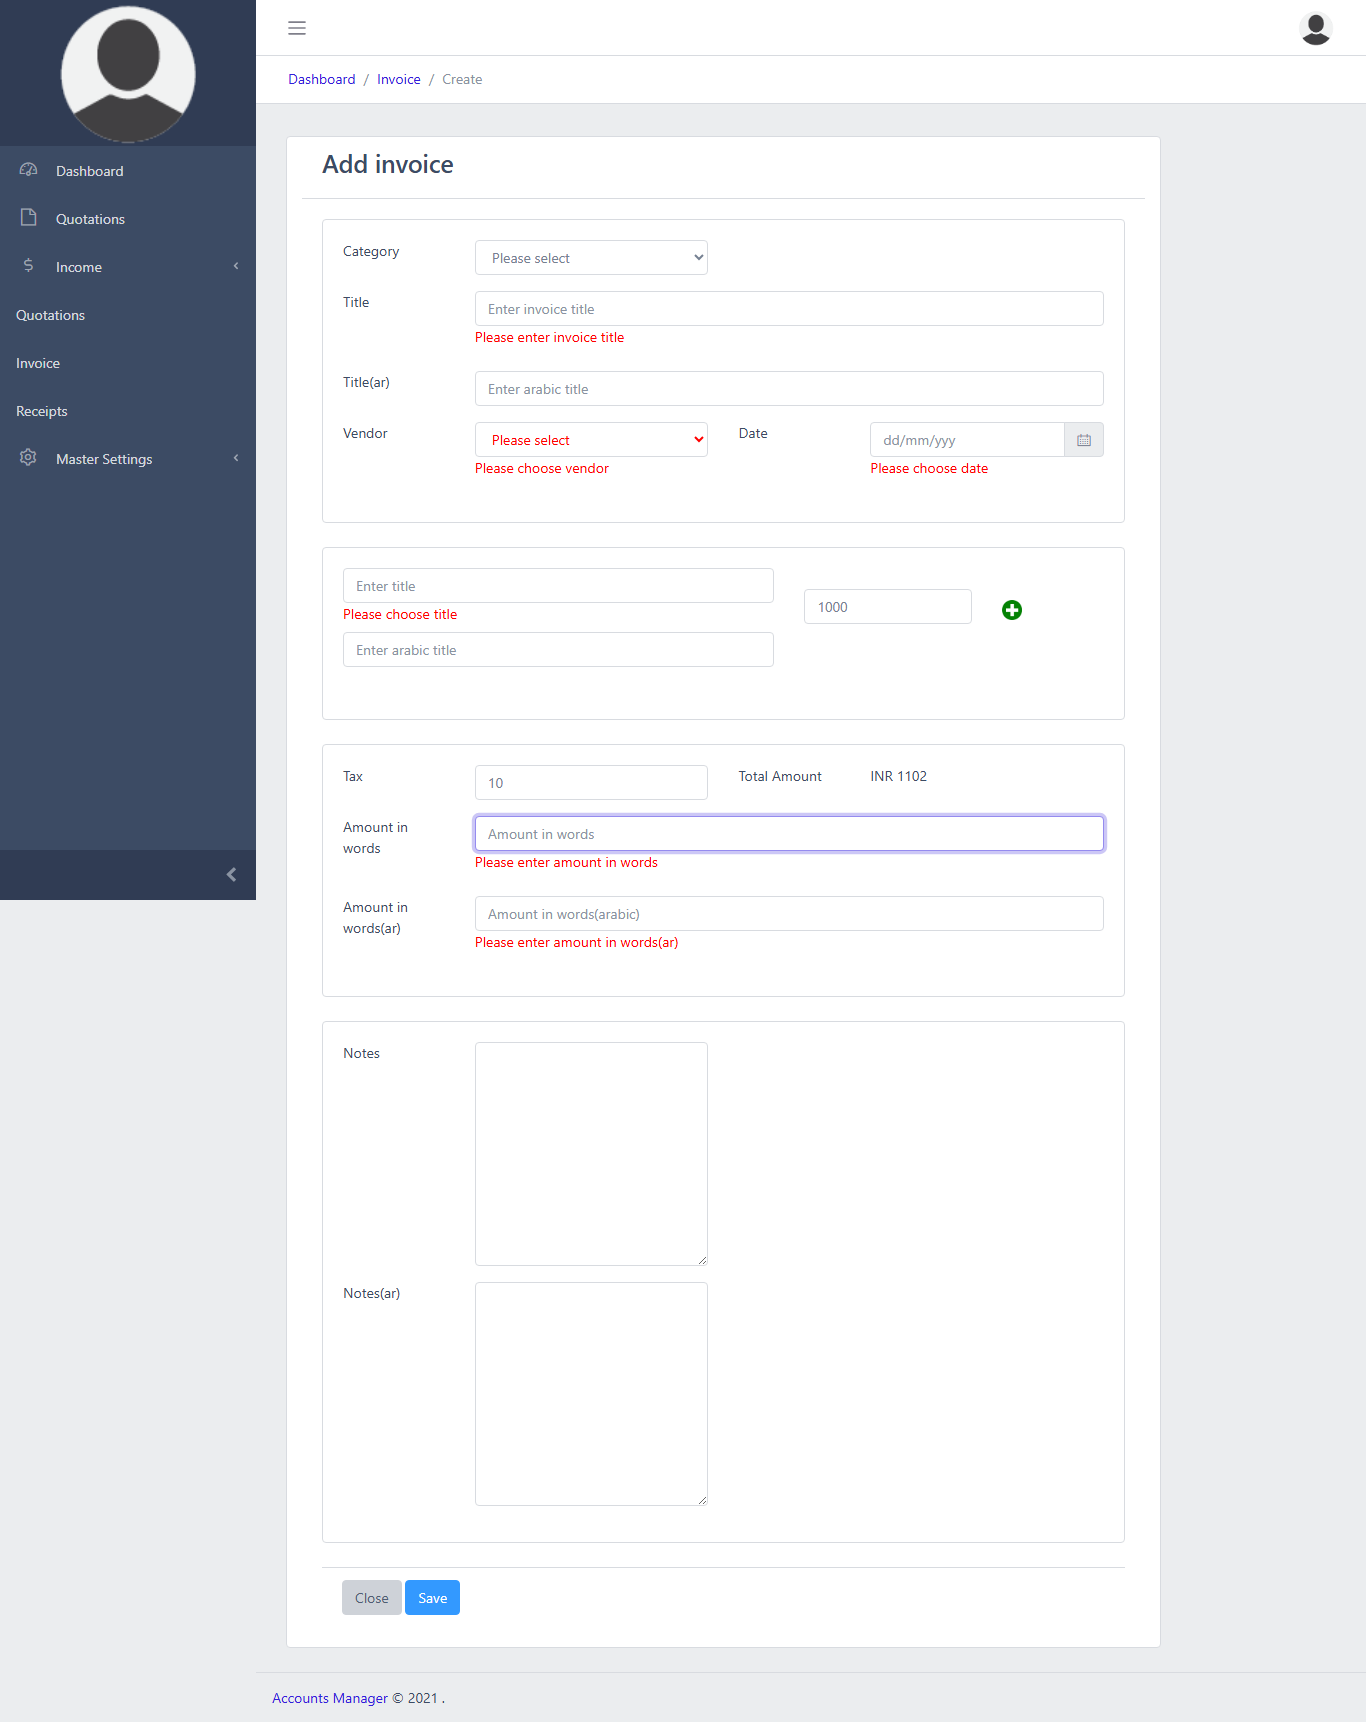 Dashboard / Invoice / Create
Dashboard
Quotations
Income
Quotations
Invoice
Receipts
Master Settings
Add invoice
Category
Please select
Title
Enter invoice title
Please enter invoice title
Title(ar)
Enter arabic title
Vendor
Please select
Please choose vendor
Date
dd/mm/yyy
Please choose date
Enter title
Please choose title
1000
Enter arabic title
Tax
10
Total Amount
INR 1102
Amount in
words
Amount in words
Please enter amount in words
Amount in
words(ar)
Amount in words(arabic)
Please enter amount in words(ar)
Notes
Notes(ar)
Close
Save
Accounts Manager © 2021 .